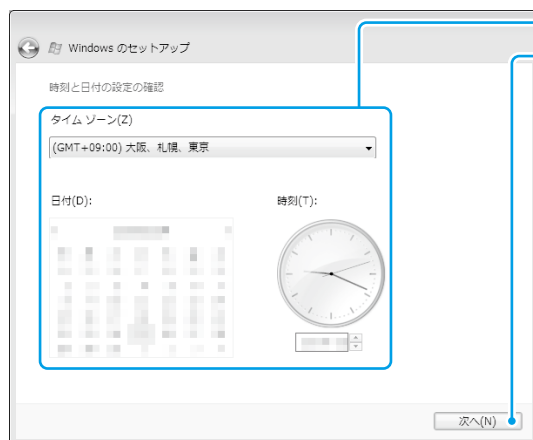 Windows のセットアップ
時刻と日付の設定の確認
タイム ゾーン(Z)
(GMT+09:00) 大阪、札幌、東京
日付(D):
時刻(T):
次へ(N)